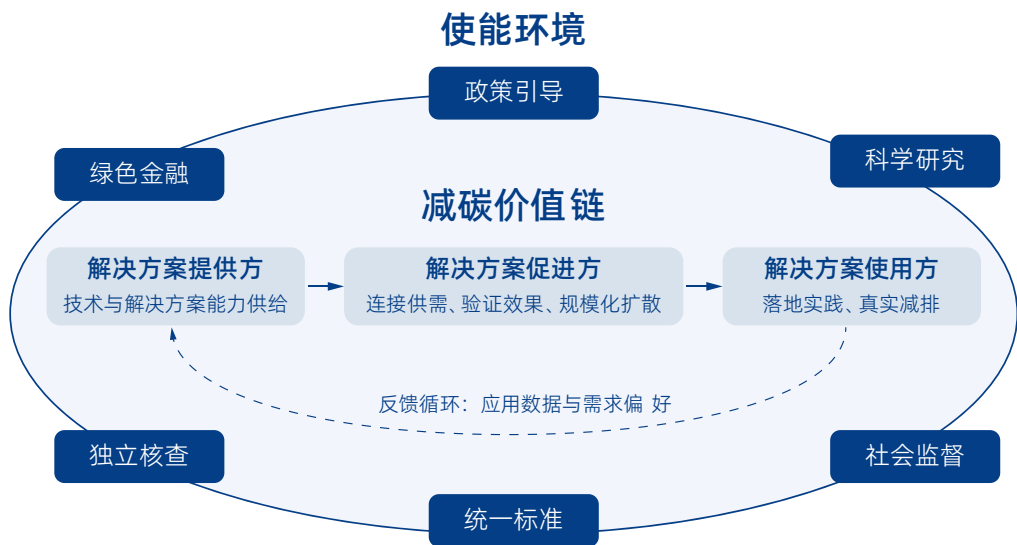 使能环境
政策引导
绿色金融
科学研究
减碳价值链
解决方案提供方
技术与解决方案能力供给
解决方案促进方
连接供需、验证效果、规模化扩散
解决方案使用方
落地实践、真实减排
反馈循环：应用数据与需求偏 好
独立核查
社会监督
统一标准